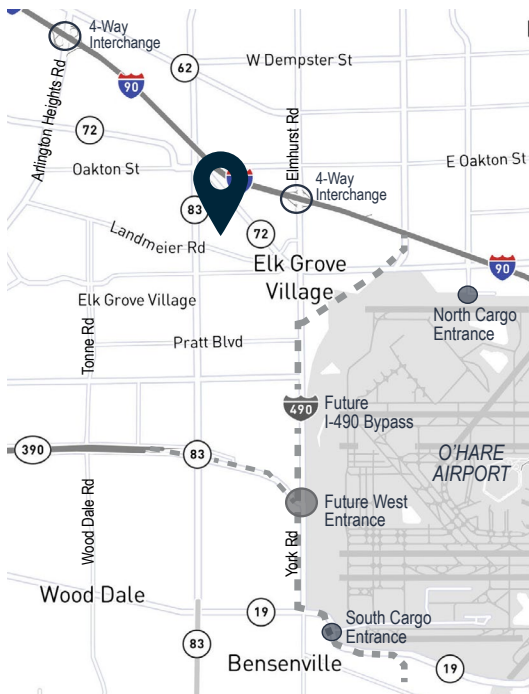 4-Way
Interchange
W Dempster St
62
90
Arlington Heights Rd
Elmhurst Rd
72
E Oakton St
Oakton St
4-Way
Interchange
83
72
Landmeier Rd
Elk Grove
Village
90
Elk Grove Village
North Cargo
Entrance
Tonne Rd
Pratt Blvd
490
Future
I-490 Bypass
390
83
O'HARE
AIRPORT
Future West
Entrance
Wood Dale Rd
York Rd
Wood Dale
19
South Cargo
Entrance
83
Bensenville
19